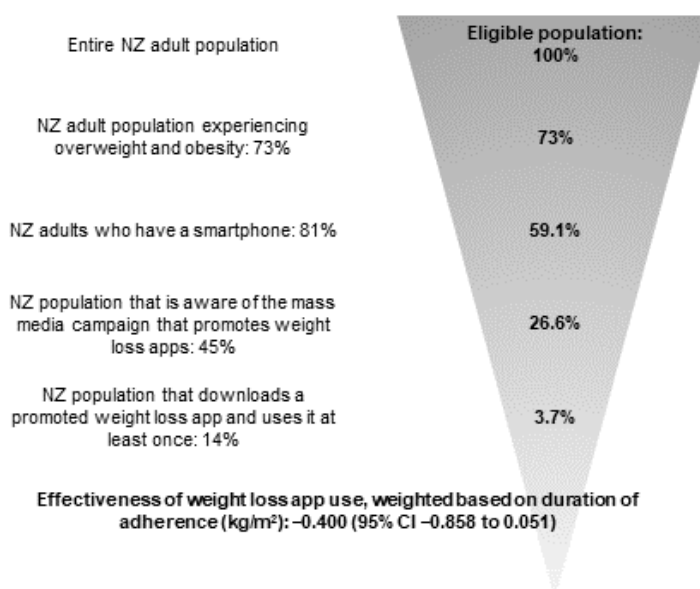 Entire NZ adult population
Eligible population:
100%
NZ adult population experiencing
overweight and obesity: 73%
73%
NZ adults who have a smartphone: 81%
59.1%
NZ population that is aware of the mass
media campaign that promotes weight
loss apps: 45%
26.6%
NZ population that downloads a
promoted weight loss app and uses it at
least once: 14%
3.7%
Effectiveness of weight loss app use, weighted based on duration of
adherence (kg/m²): −0.400 (95% CI −0.858 to 0.051)